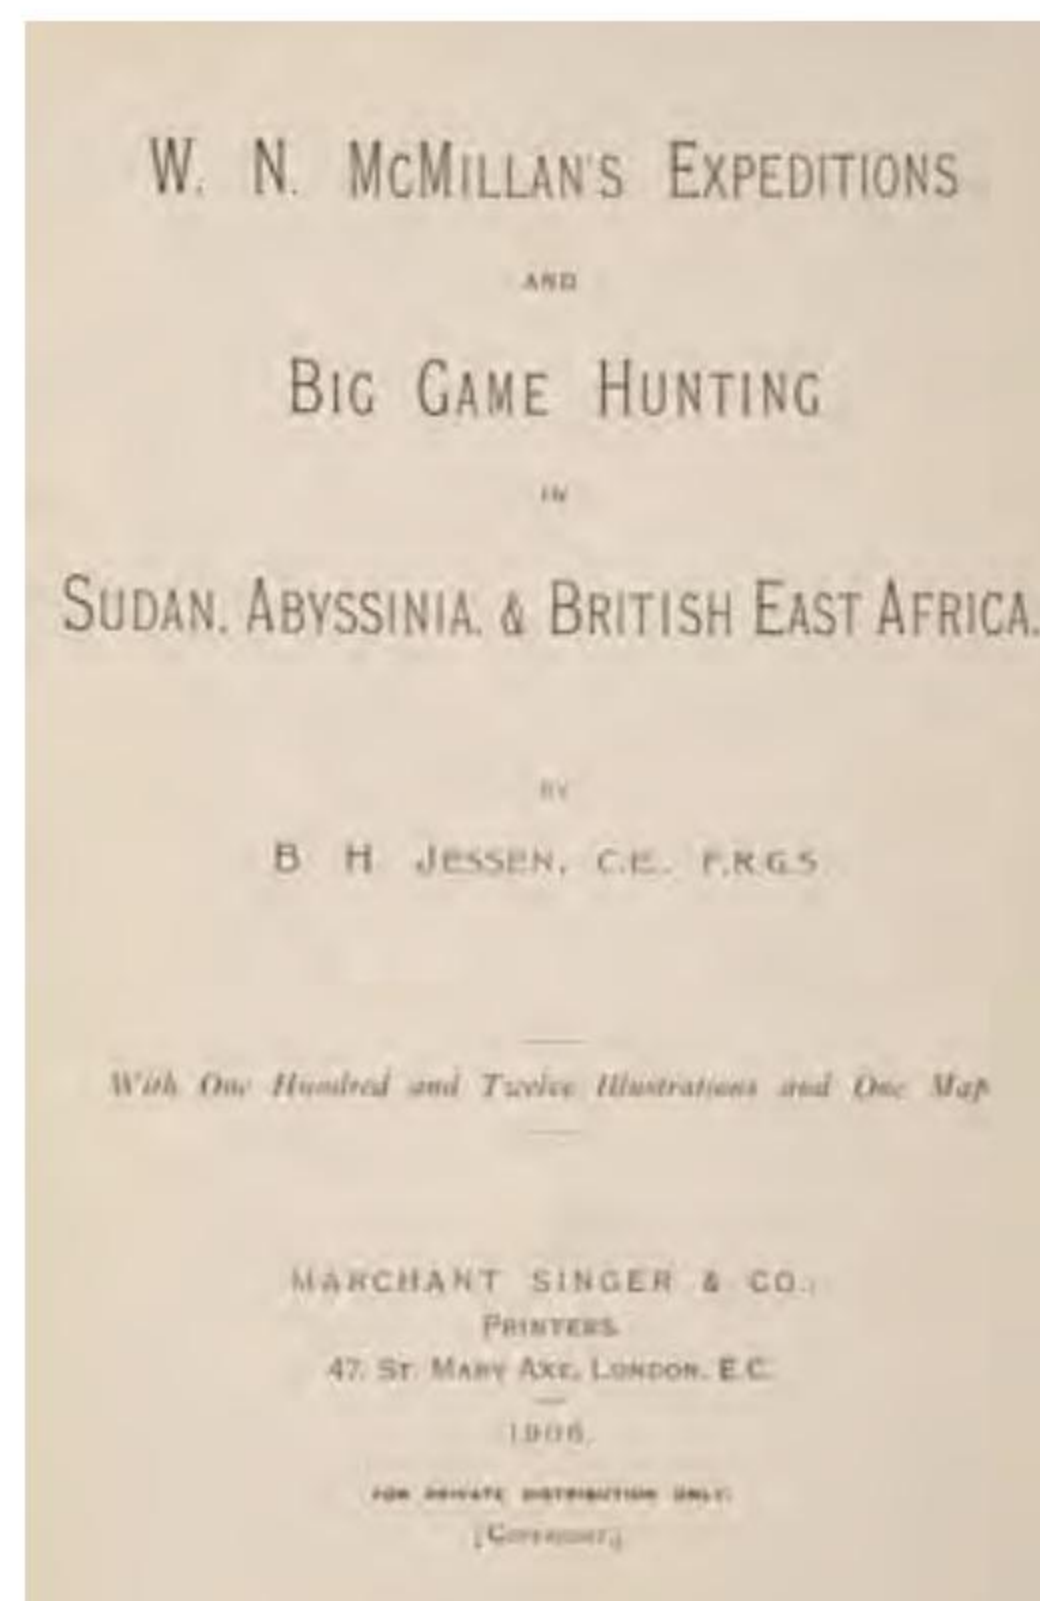 W. N. McMillan's Expeditions
AND
Big Game Hunting
IN
Sudan, Abyssinia, & British East Africa.
BY
B H Jessen, C.E., F.R.G.S
With One Hundred and Twelve Illustrations and One Map
MARCHANT SINGER & CO.,
Printers
47, St. Mary Axe, London, E.C.
1906.
FOR PRIVATE DISTRIBUTION ONLY.
[Copyright.]